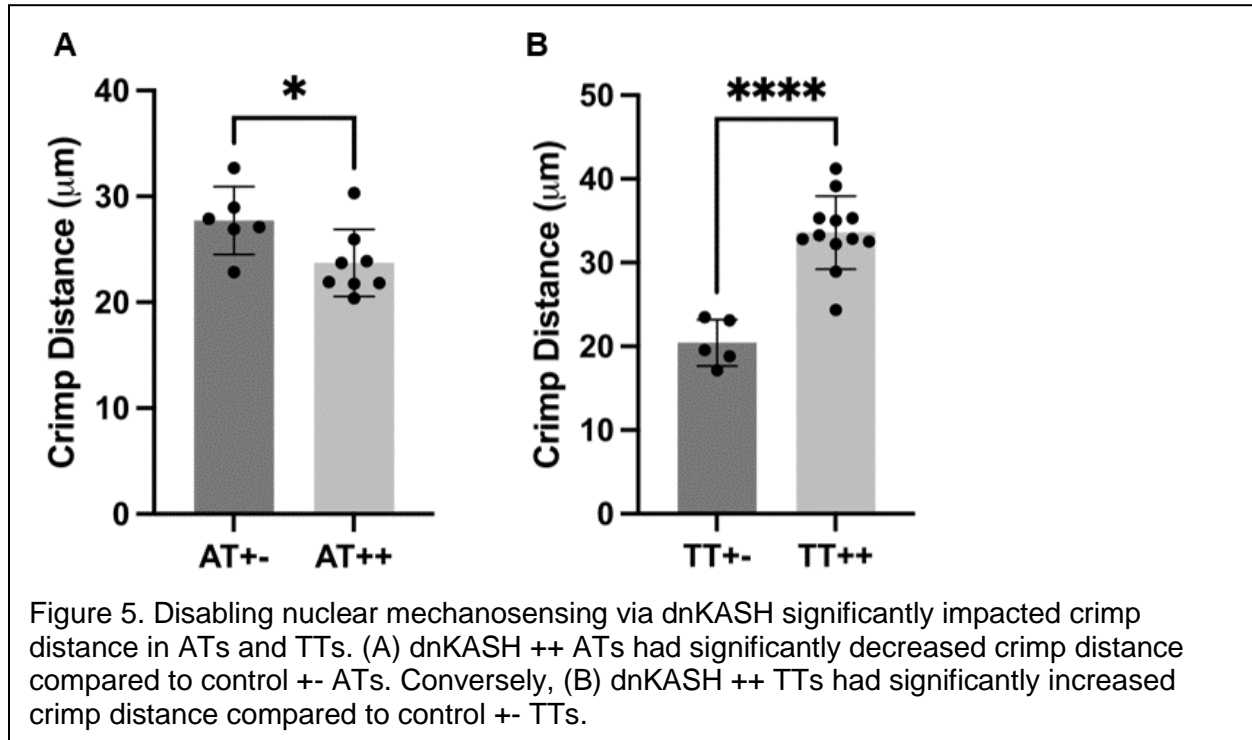 A
B
*
****
40
30
20
10
0
Crimp Distance (μm)
AT+-
AT++
50
40
30
20
10
0
Crimp Distance (μm)
TT+-
TT++
Figure 5. Disabling nuclear mechanosensing via dnKASH significantly impacted crimp
distance in ATs and TTs. (A) dnKASH ++ ATs had significantly decreased crimp distance
compared to control +- ATs. Conversely, (B) dnKASH ++ TTs had significantly increased
crimp distance compared to control +- TTs.